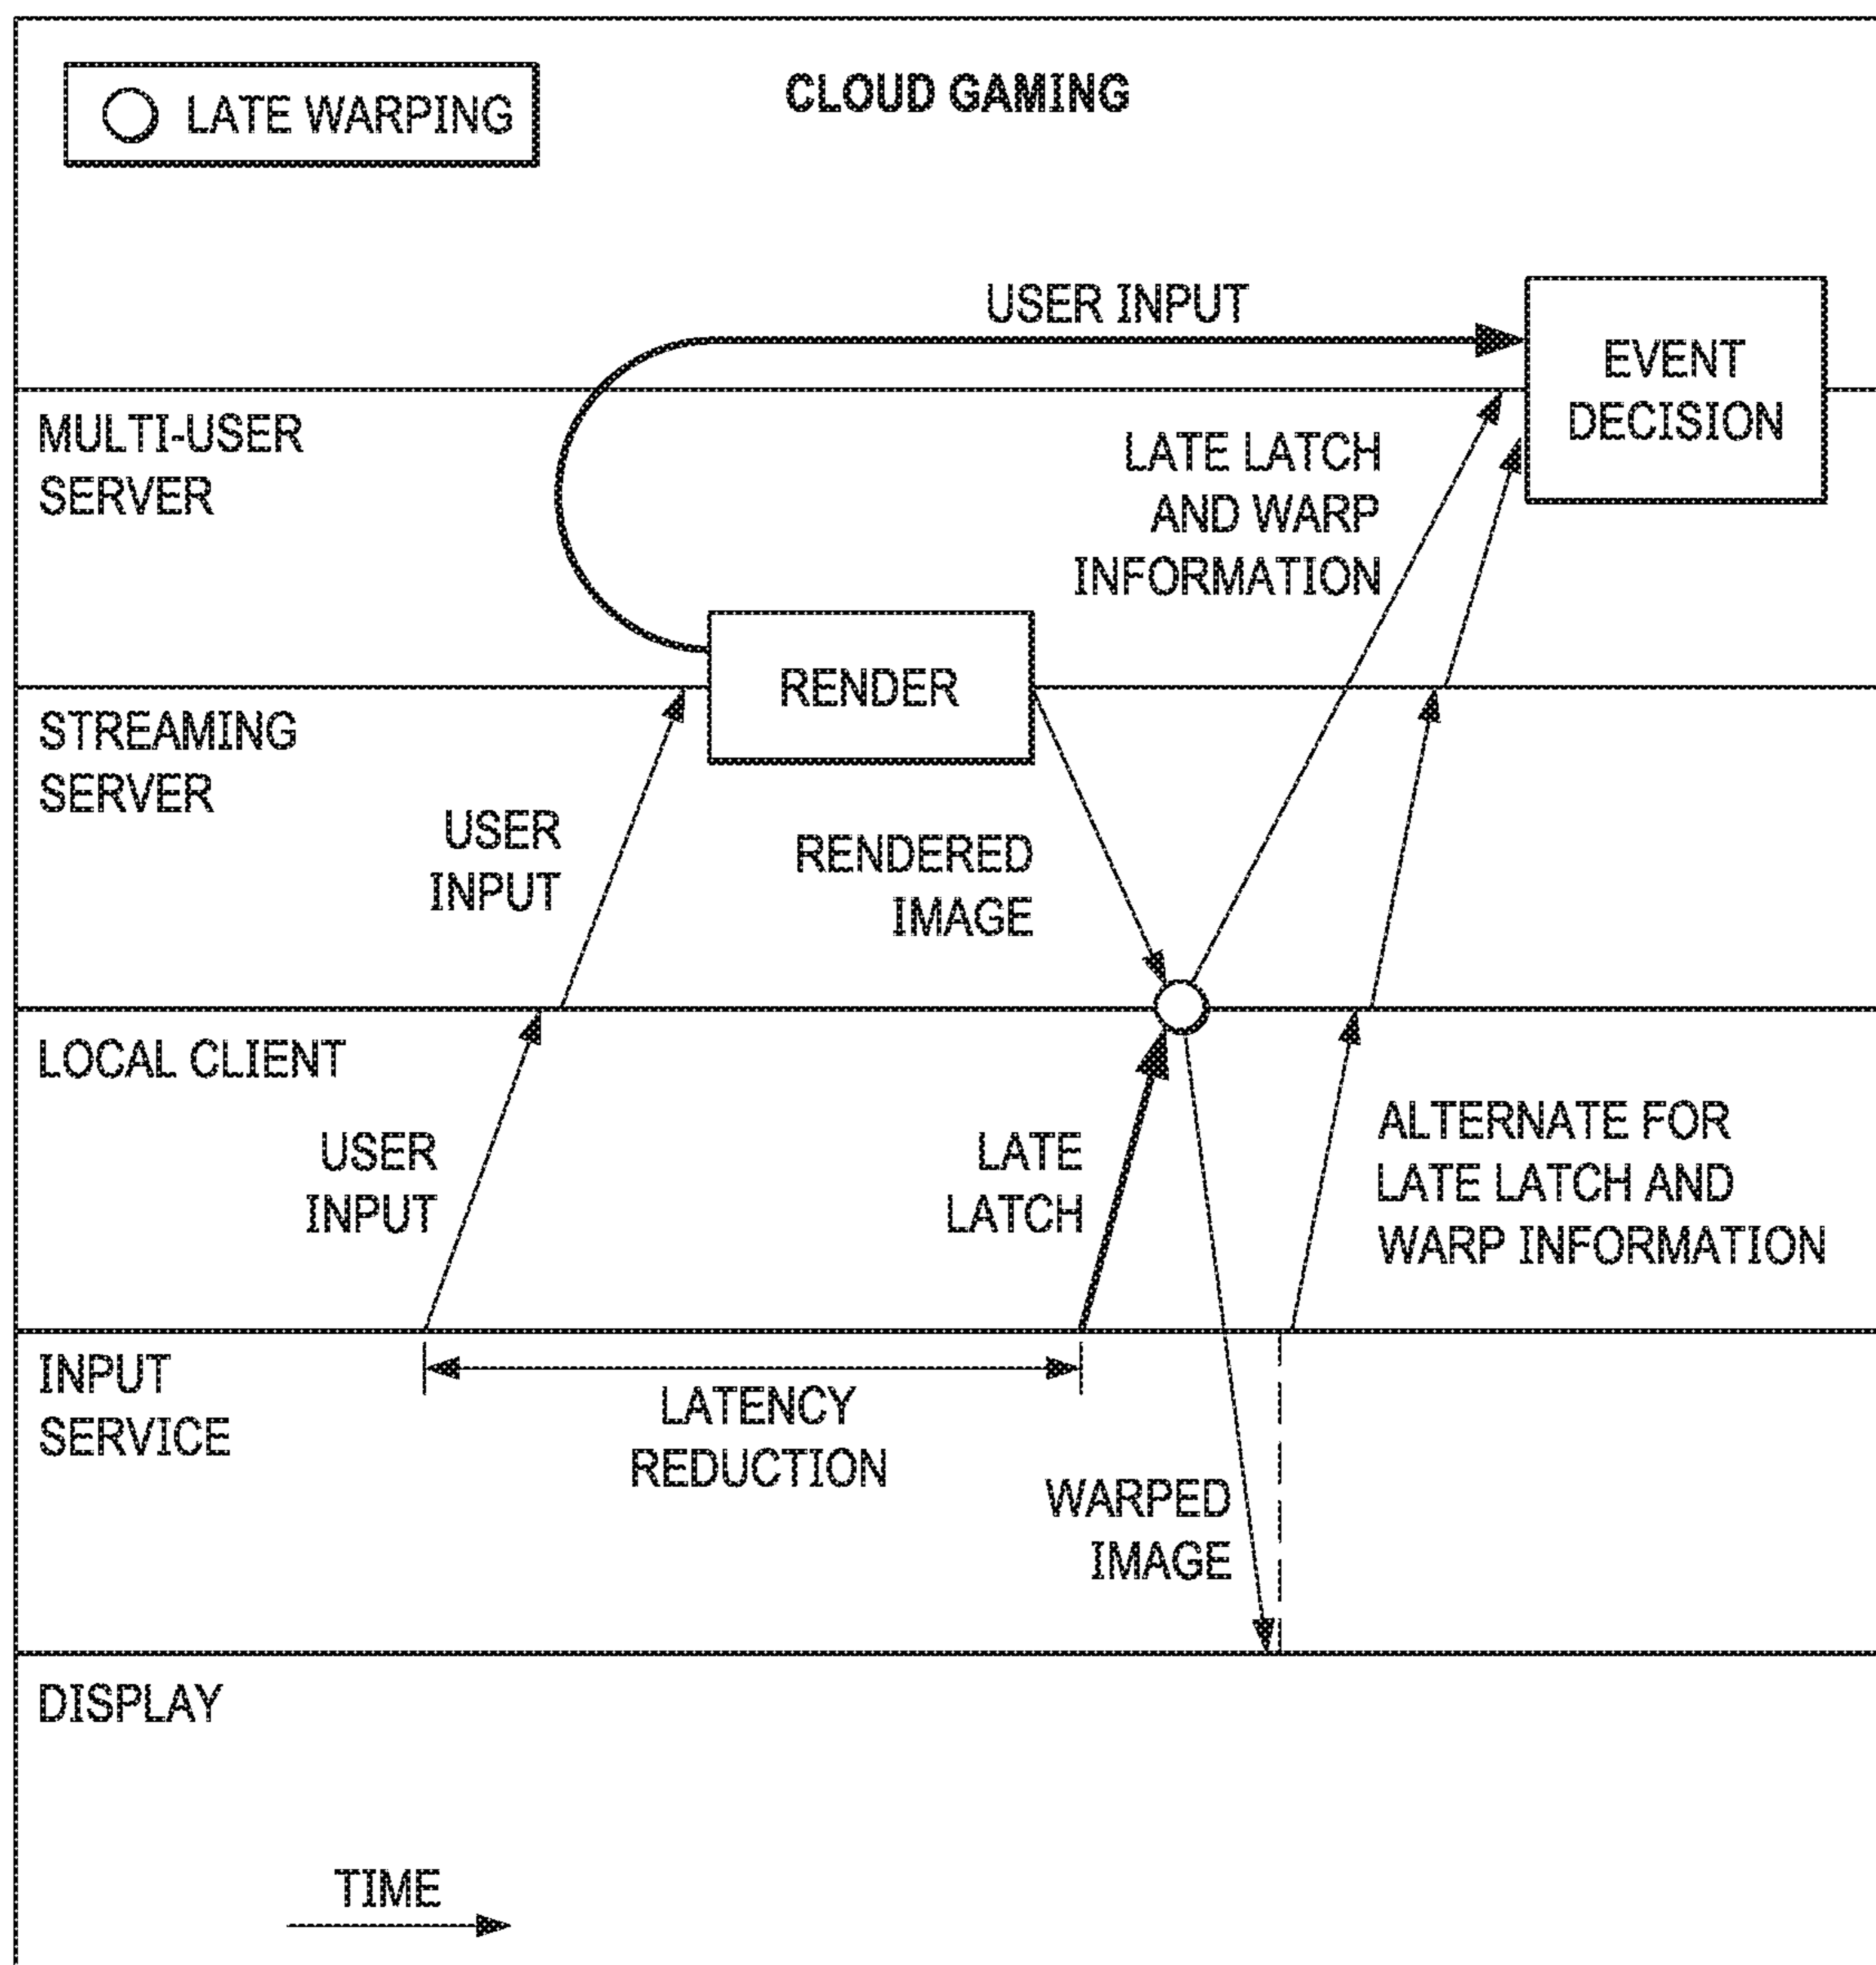 LATE WARPING
CLOUD GAMING
USER INPUT
EVENT
DECISION
MULTI-USER
SERVER
LATE LATCH
AND WARP
INFORMATION
RENDER
STREAMING
SERVER
USER
INPUT
RENDERED
IMAGE
LOCAL CLIENT
USER
INPUT
LATE
LATCH
ALTERNATE FOR
LATE LATCH AND
WARP INFORMATION
INPUT
SERVICE
LATENCY
REDUCTION
WARPED
IMAGE
DISPLAY
TIME